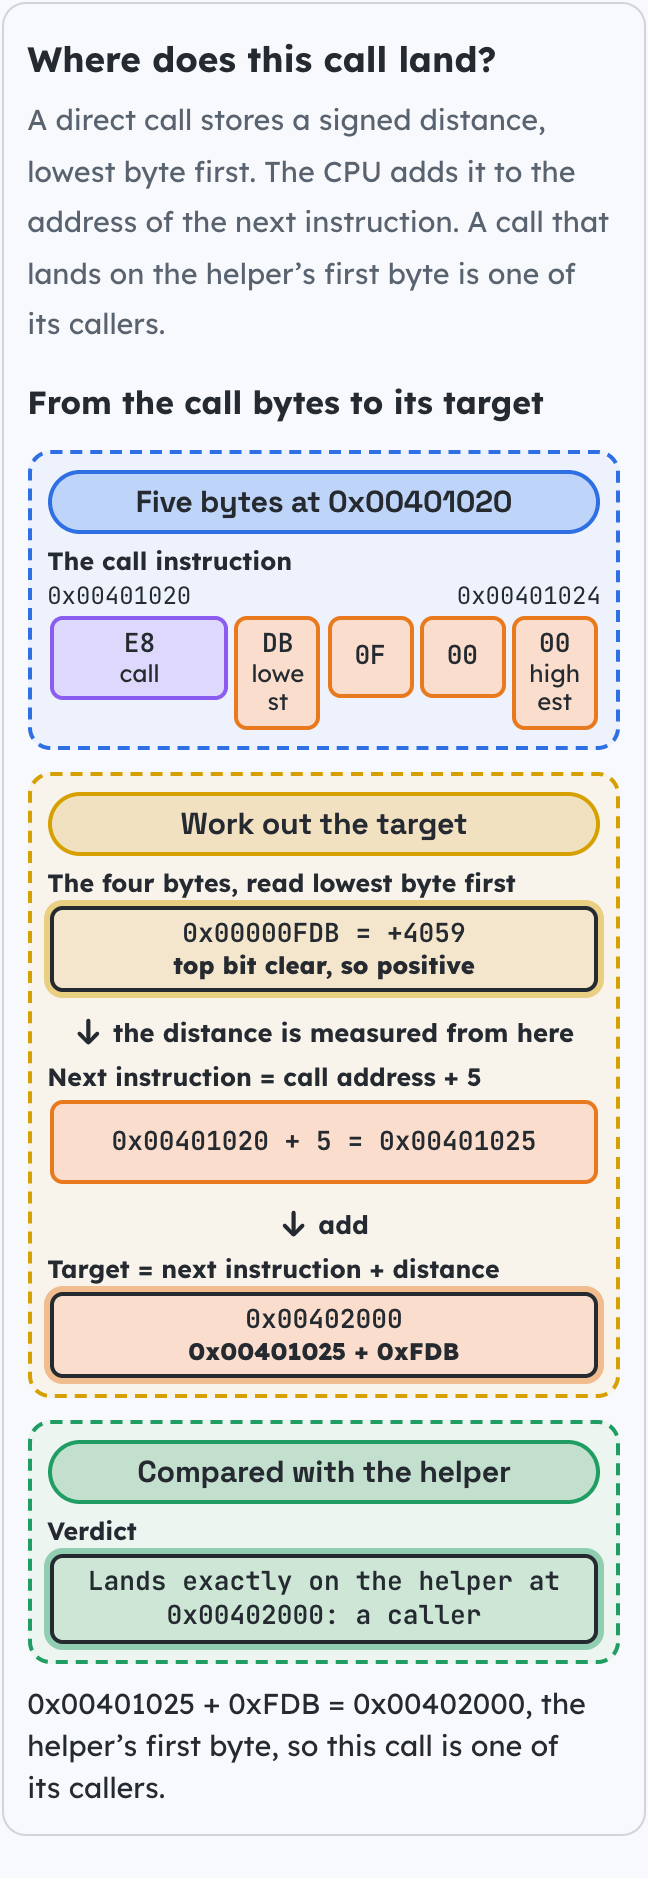 Where does this call land?
A direct call stores a signed distance,
lowest byte first. The CPU adds it to the
address of the next instruction. A call that
lands on the helper’s first byte is one of
its callers.
From the call bytes to its target
Five bytes at 0x00401020
The call instruction
0x00401020 0x00401024
E8 DB 0F 00 00
call lowe high
st est
Work out the target
The four bytes, read lowest byte first
0x00000FDB = +4059
top bit clear, so positive
↓ the distance is measured from here
Next instruction = call address + 5
0x00401020 + 5 = 0x00401025
↓ add
Target = next instruction + distance
0x00402000
0x00401025 + 0xFDB
Compared with the helper
Verdict
Lands exactly on the helper at
0x00402000: a caller
0x00401025 + 0xFDB = 0x00402000, the
helper’s first byte, so this call is one of
its callers.